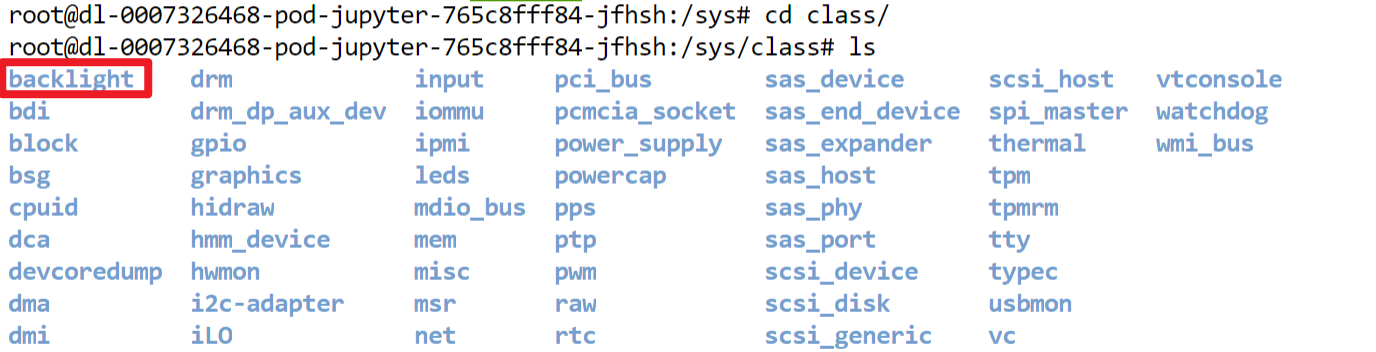 root@dl-0007326468-pod-jupyter-765c8fff84-jfhsh:/sys# cd class/
root@dl-0007326468-pod-jupyter-765c8fff84-jfhsh:/sys/class# ls
backlight drm input pci_bus sas_device scsi_host vtconsole
bdi drm_dp_aux_dev iommu pcmcia_socket sas_end_device spi_master watchdog
block gpio ipmi power_supply sas_expander thermal wmi_bus
bsg graphics leds powercap sas_host tpm
cpuid hidraw mdio_bus pps sas_phy tpmrm
dca hmm_device mem ptp sas_port tty
devcoredump hwmon misc pwm scsi_device typec
dma i2c-adapter msr raw scsi_disk usbmon
dmi iLO net rtc scsi_generic vc